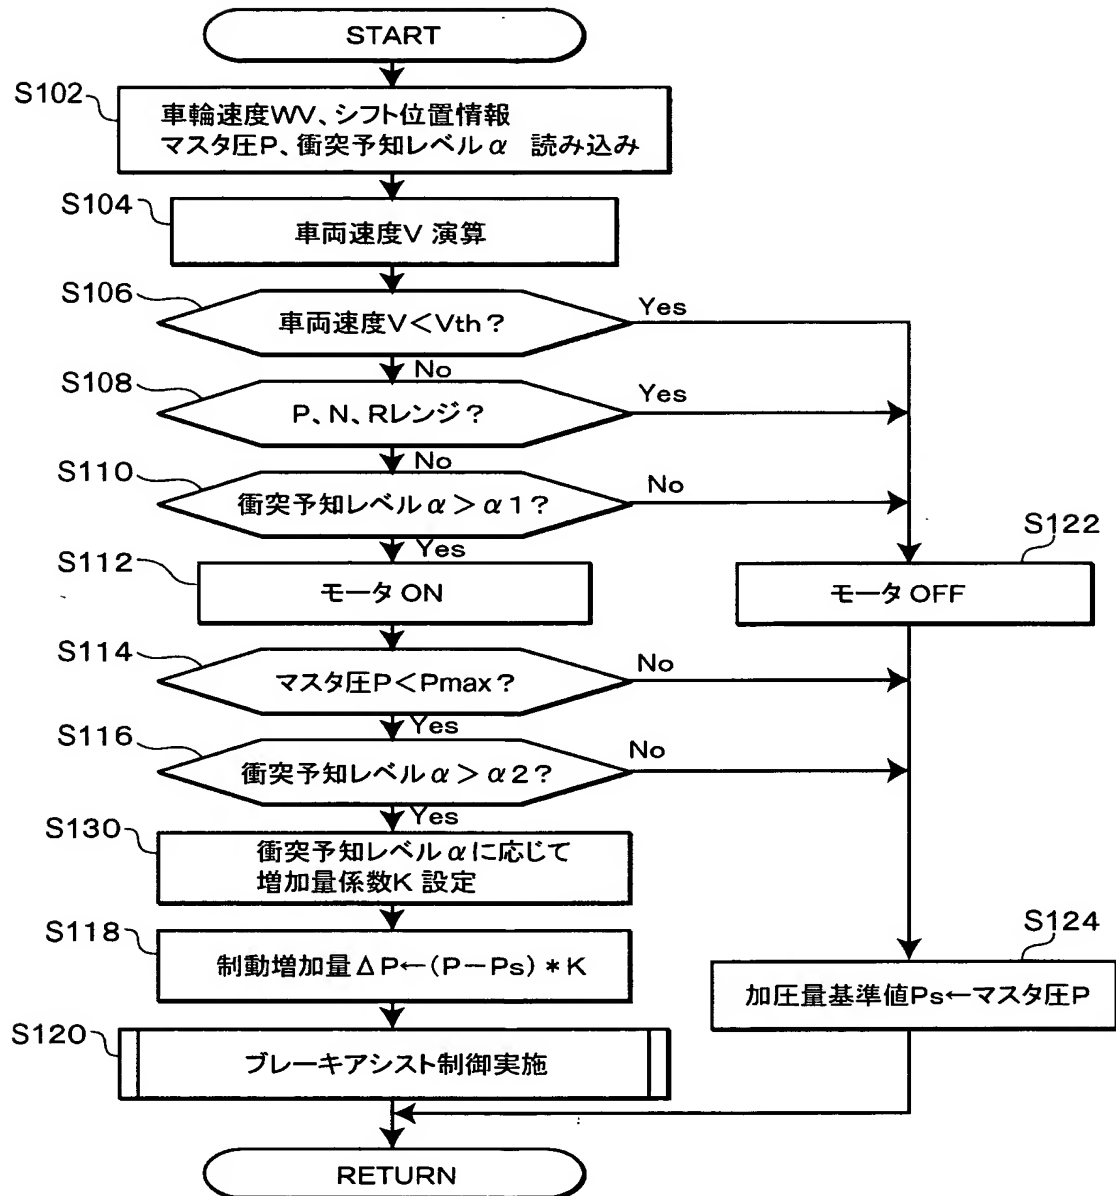 START
S102
車輪速度WV、シフト位置情報
マスタ圧P、衝突予知レベルα 読み込み
S104
車両速度V 演算
S106
車両速度V<Vth?
Yes
No
S108
P、N、Rレンジ?
Yes
No
S110
衝突予知レベルα>α1?
No
Yes
S112
モータ ON
S122
モータ OFF
S114
マスタ圧P<Pmax?
No
Yes
S116
衝突予知レベルα>α2?
No
Yes
S130
衝突予知レベルαに応じて
増加量係数K 設定
S118
制動増加量ΔP←(P-Ps)*K
S124
加圧量基準値Ps←マスタ圧P
S120
ブレーキアシスト制御実施
RETURN